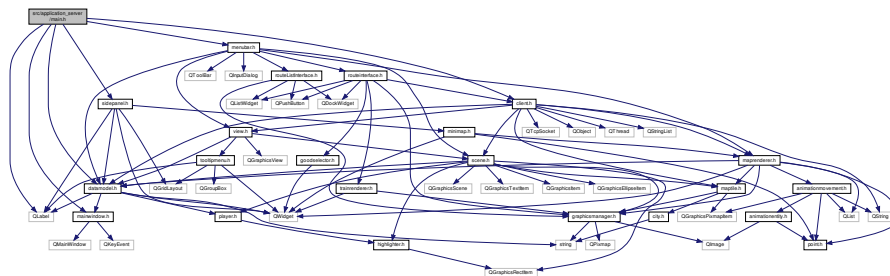 src/application_sewer
/main.h
menubar.h
QToolBar
QInputDialog
routeListInterface.h
routeinterface.h
sidepanel.h
QListWidget
QPushButton
QDockWidget
client.h
view.h
minimap.h
QTcpSocket
QObject
QThread
QStringList
tooltipmenu.h
QGraphicsView
goodselector.h
scene.h
maprenderer.h
datamodel.h
QGridLayout
QGroupBox
trainrenderer.h
QGraphicsScene
QGraphicsTextItem
QGraphicsItem
QGraphicsEllipseItem
maptile.h
animationmovement.h
QLabel
mainwindow.h
player.h
QWidget
graphicsmanager.h
city.h
QGraphicsPixmapItem
animationentity.h
QList
QString
QMainWindow
QKeyEvent
highlighter.h
string
QPixmap
QImage
point.h
QGraphicsRectItem